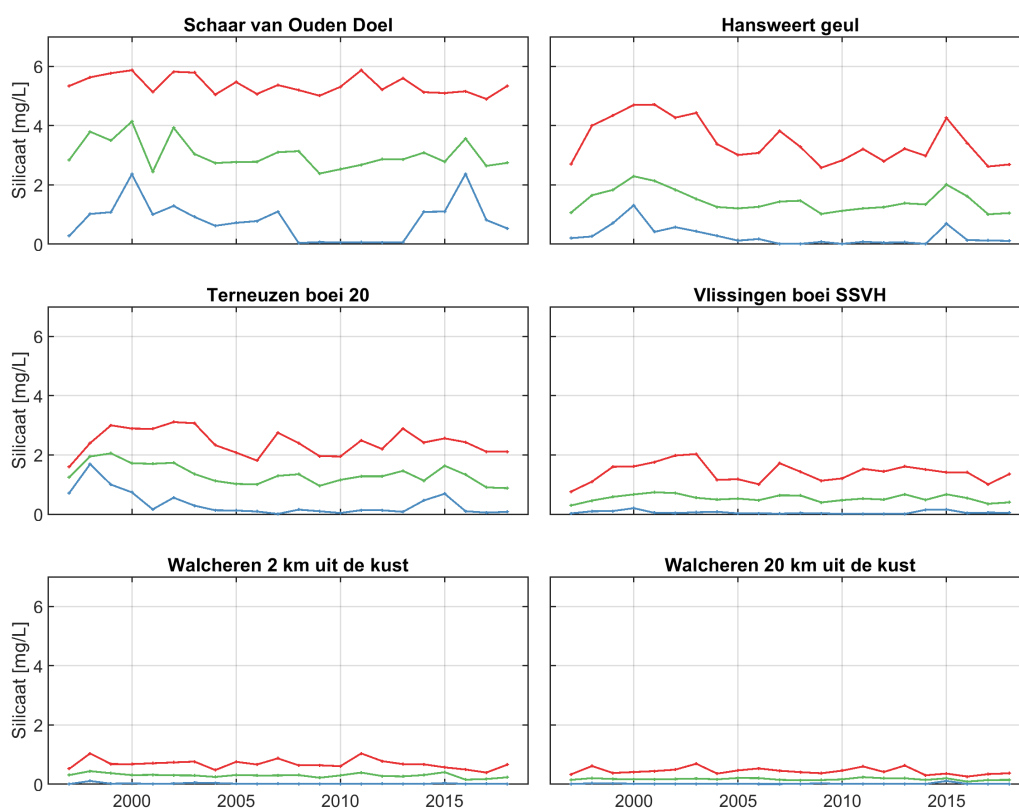 Schaar van Ouden Doel
Hansweert geul
Silicaat [mg/L]
6
4
2
0
Terneuzen boei 20
Vlissingen boei SSVH
Silicaat [mg/L]
6
4
2
0
Walcheren 2 km uit de kust
Walcheren 20 km uit de kust
Silicaat [mg/L]
6
4
2
0
2000 2005 2010 2015
2000 2005 2010 2015